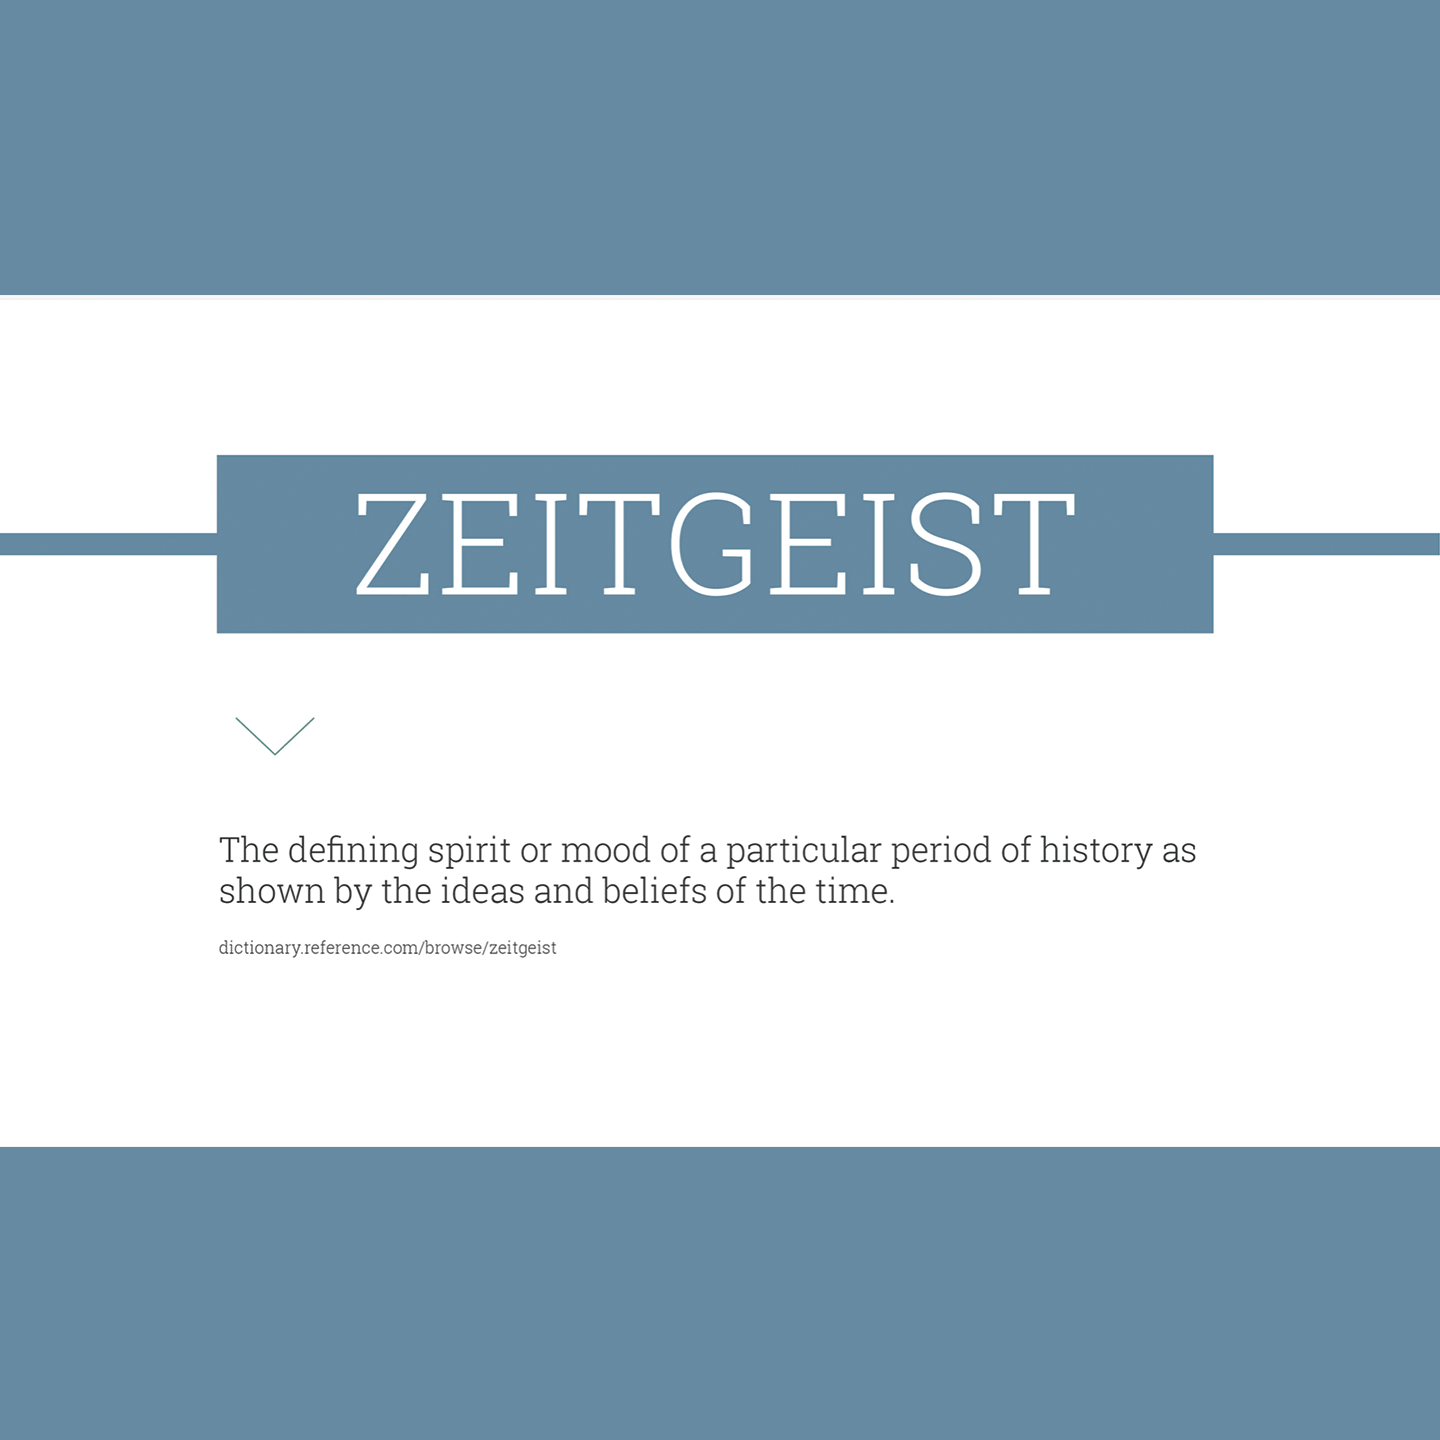 ZEITGEIST
The defining spirit or mood of a particular period of history as
shown by the ideas and beliefs of the time.
dictionary.reference.com/browse/zeitgeist